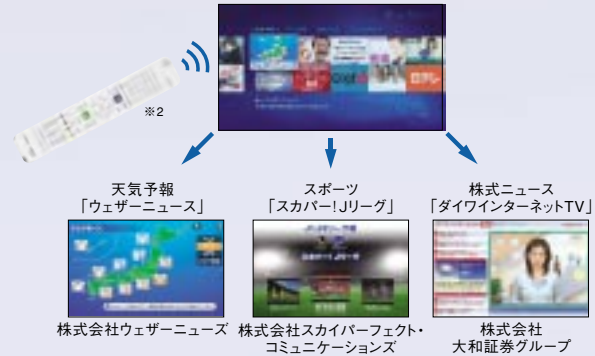 ※2
天気予報
「ウェザーニュース」
スポーツ
「スカパー!Jリーグ」
株式ニュース
「ダイワインターネットTV」
株式会社ウェザーニューズ
株式会社スカイパーフェクト・
コミュニケーションズ
株式会社
大和証券グループ